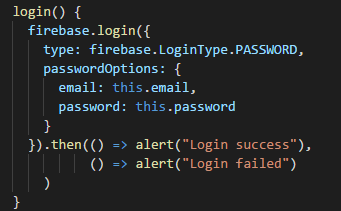 login() {
  firebase.login({
    type: firebase.LoginType.PASSWORD,
    passwordOptions: {
      email: this.email,
      password: this.password
    }
  }).then(() => alert("Login success"),
          () => alert("Login failed")
    )
}